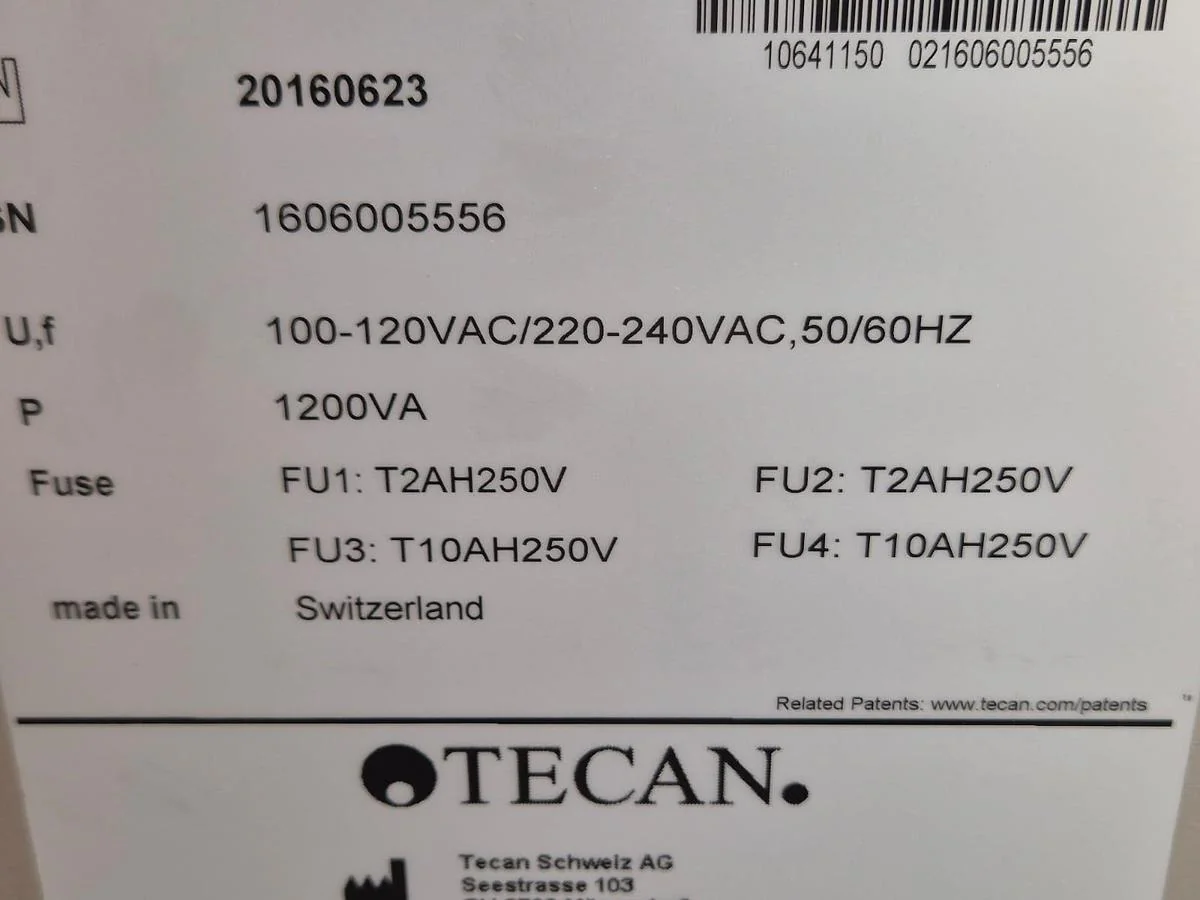 10641150 021606005556
20160623
SN 1606005556
U,f 100-120VAC/220-240VAC,50/60HZ
P 1200VA
Fuse FU1: T2AH250V FU2: T2AH250V
FU3: T10AH250V FU4: T10AH250V
made in Switzerland
Related Patents: www.tecan.com/patents
TECAN.
Tecan Schweiz AG
Seestrasse 103